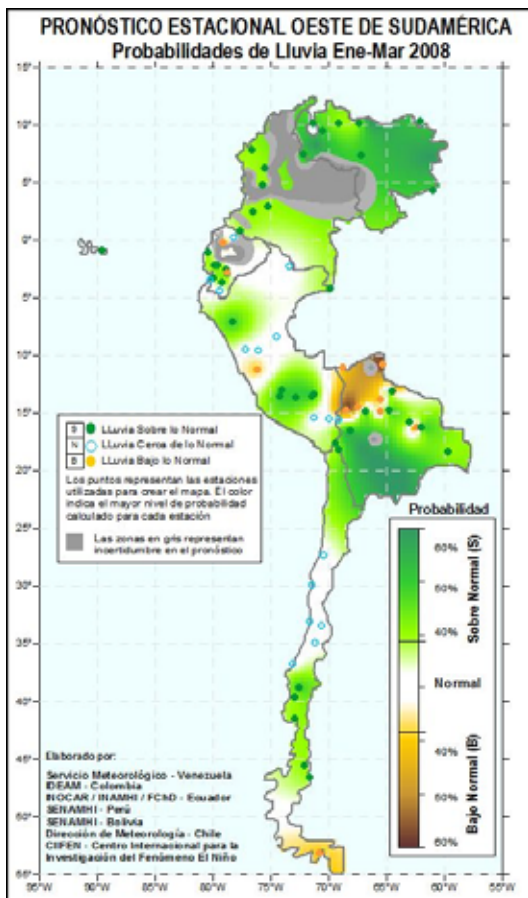 PRONÓSTICO ESTACIONAL OESTE DE SUDAMÉRICA
Probabilidades de Lluvia Ene-Mar 2008
15°
10°
5°
0°
5°
10°
15°
20°
25°
30°
35°
40°
45°
50°
55°
S Lluvia Sobre lo Normal
N Lluvia Cerca de lo Normal
B Lluvia Bajo lo Normal
Los puntos representan las estaciones
utilizadas para crear el mapa. El color
indica el mayor nivel de probabilidad
calculado para cada estación
Las zonas en gris representan
incertidumbre en el pronóstico
Probabilidad
60%
50%
40%
Normal
40%
50%
60%
Sobre Normal (S)
Bajo Normal (B)
Elaborado por:
Servicio Meteorológico - Venezuela
IDEAM - Colombia
INOCAR / INAMHI / FChD - Ecuador
SENAMHI - Perú
SENAMHI - Bolivia
Dirección de Meteorología - Chile
CIIFEN - Centro Internacional para la
Investigación del Fenómeno El Niño
95°W 90°W 85°W 80°W 75°W 70°W 65°W 60°W 55°W